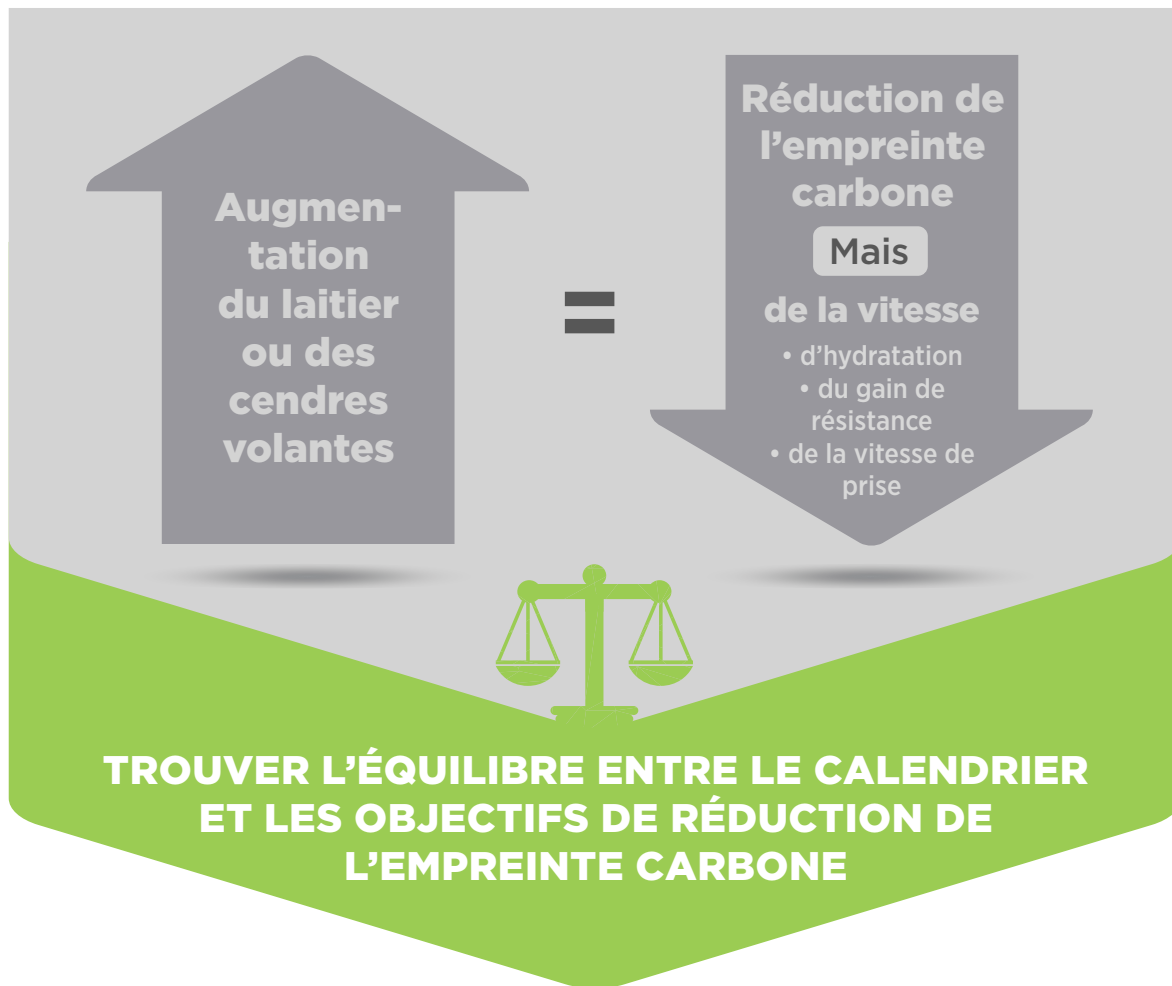 Augmen-
tation
du laitier
ou des
cendres
volantes
=
Réduction de
l’empreinte
carbone
Mais
de la vitesse
• d’hydratation
• du gain de
résistance
• de la vitesse de
prise
TROUVER L’ÉQUILIBRE ENTRE LE CALENDRIER
ET LES OBJECTIFS DE RÉDUCTION DE
L’EMPREINTE CARBONE